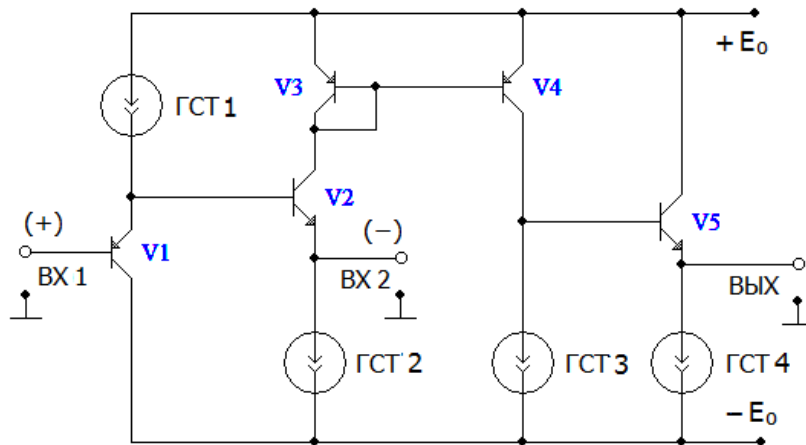 + E₀
V3
V4
ГСТ 1
V2
V5
(+)
(−)
V1
ВХ 1
ВХ 2
ВЫХ
ГСТ 2
ГСТ 3
ГСТ 4
− E₀